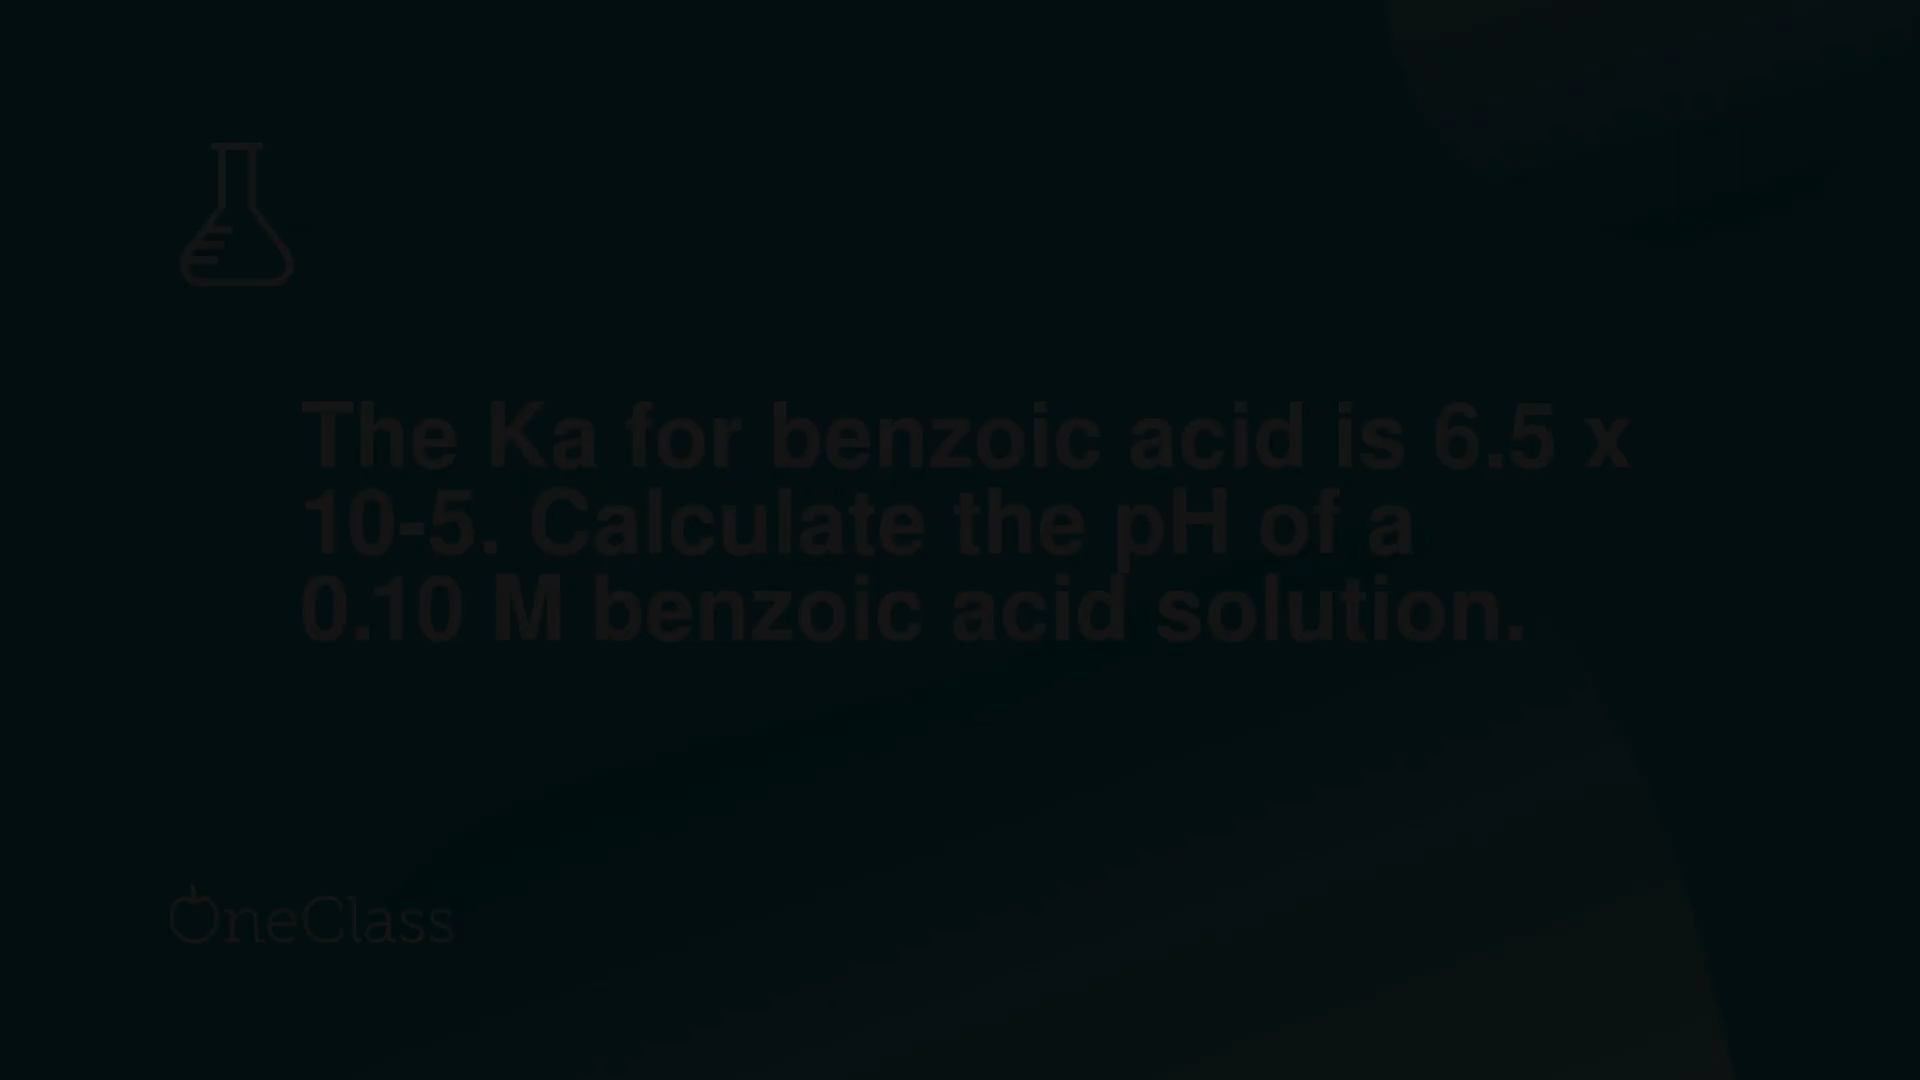 The Ka for benzoic acid is 6.5 x
10-5. Calculate the pH of a
0.10 M benzoic acid solution.
OneClass